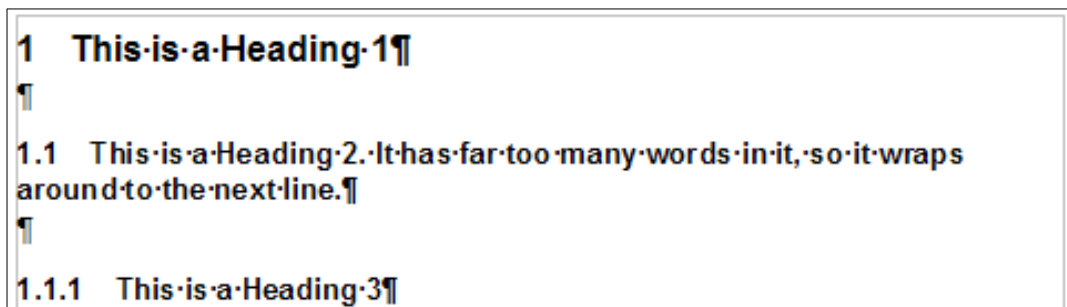 1 This·is·a·Heading·1¶
¶
1.1 This·is·a·Heading·2.·It·has·far·too·many·words·in·it,·so·it·wraps
around·to·the·next·line.¶
¶
1.1.1 This·is·a·Heading·3¶